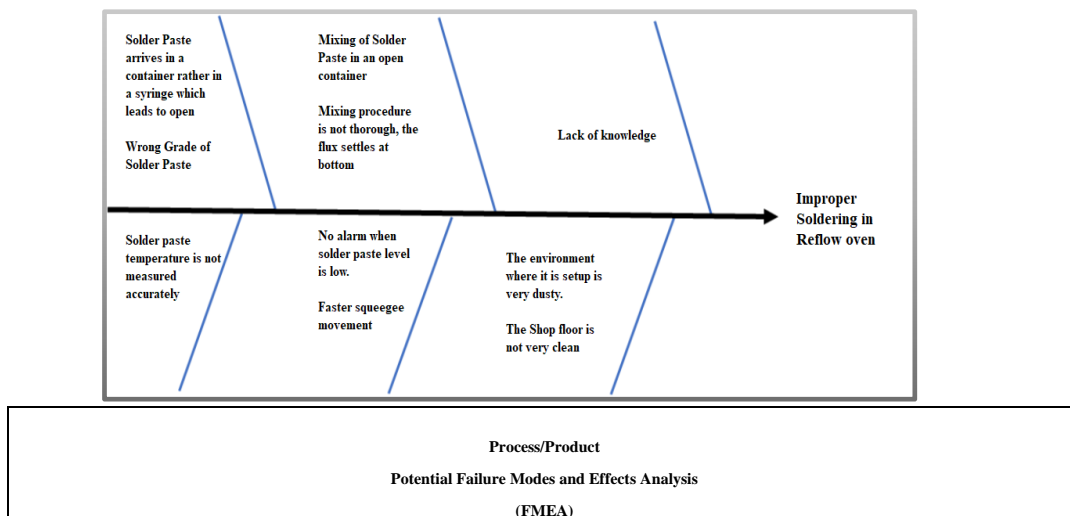 Solder Paste
arrives in a
container rather in
a syringe which
leads to open
Wrong Grade of
Solder Paste
Mixing of Solder
Paste in an open
container
Mixing procedure
is not thorough, the
flux settles at
bottom
Lack of knowledge
Improper
Soldering in
Reflow oven
Solder paste
temperature is not
measured
accurately
No alarm when
solder paste level
is low.
Faster squeegee
movement
The environment
where it is setup is
very dusty.
The Shop floor is
not very clean
Process/Product
Potential Failure Modes and Effects Analysis
(FMEA)